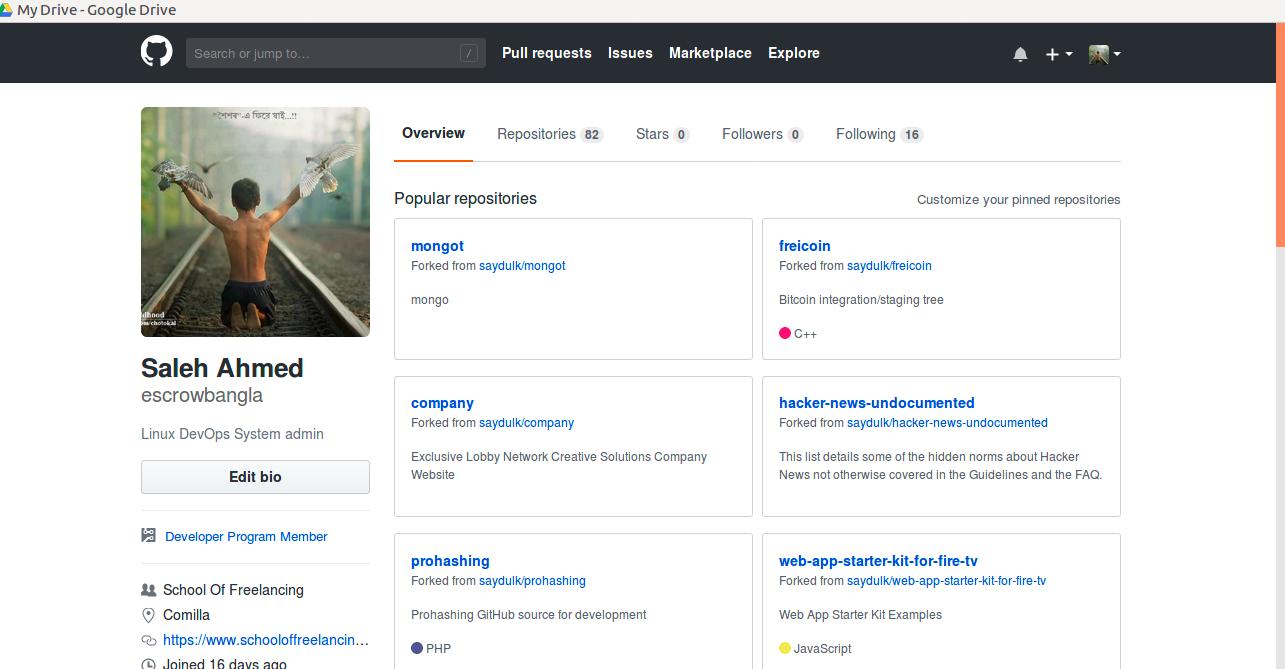 My Drive - Google Drive
Search or jump to…
/
Pull requests
Issues
Marketplace
Explore
"শৈশব"-এ ফিরে যাই...!!
Saleh Ahmed
escrowbangla
Linux DevOps System admin
Edit bio
Developer Program Member
School Of Freelancing
Comilla
https://www.schooloffreelancin…
Joined 16 days ago
Overview
Repositories 82
Stars 0
Followers 0
Following 16
Popular repositories
Customize your pinned repositories
mongot
Forked from saydulk/mongot
mongo
freicoin
Forked from saydulk/freicoin
Bitcoin integration/staging tree
C++
company
Forked from saydulk/company
Exclusive Lobby Network Creative Solutions Company
Website
hacker-news-undocumented
Forked from saydulk/hacker-news-undocumented
This list details some of the hidden norms about Hacker
News not otherwise covered in the Guidelines and the FAQ.
prohashing
Forked from saydulk/prohashing
Prohashing GitHub source for development
PHP
web-app-starter-kit-for-fire-tv
Forked from saydulk/web-app-starter-kit-for-fire-tv
Web App Starter Kit Examples
JavaScript